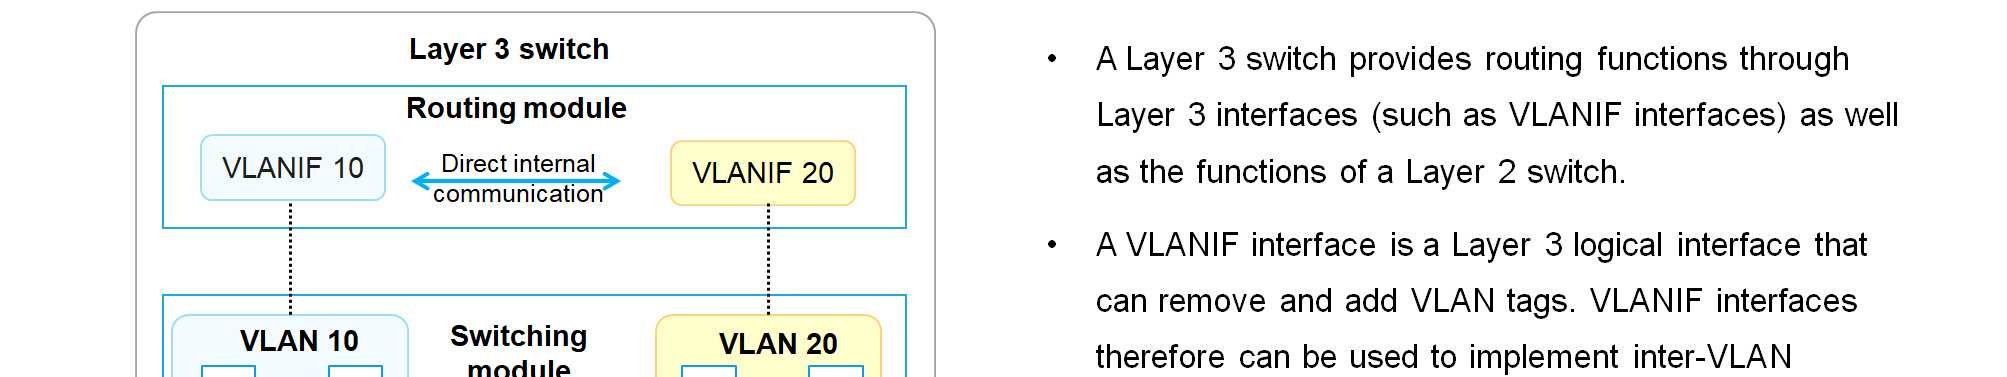 Layer 3 switch
Routing module
VLANIF 10
Direct internal
communication
VLANIF 20
VLAN 10
Switching
module
VLAN 20
• A Layer 3 switch provides routing functions through
Layer 3 interfaces (such as VLANIF interfaces) as well
as the functions of a Layer 2 switch.
• A VLANIF interface is a Layer 3 logical interface that
can remove and add VLAN tags. VLANIF interfaces
therefore can be used to implement inter-VLAN